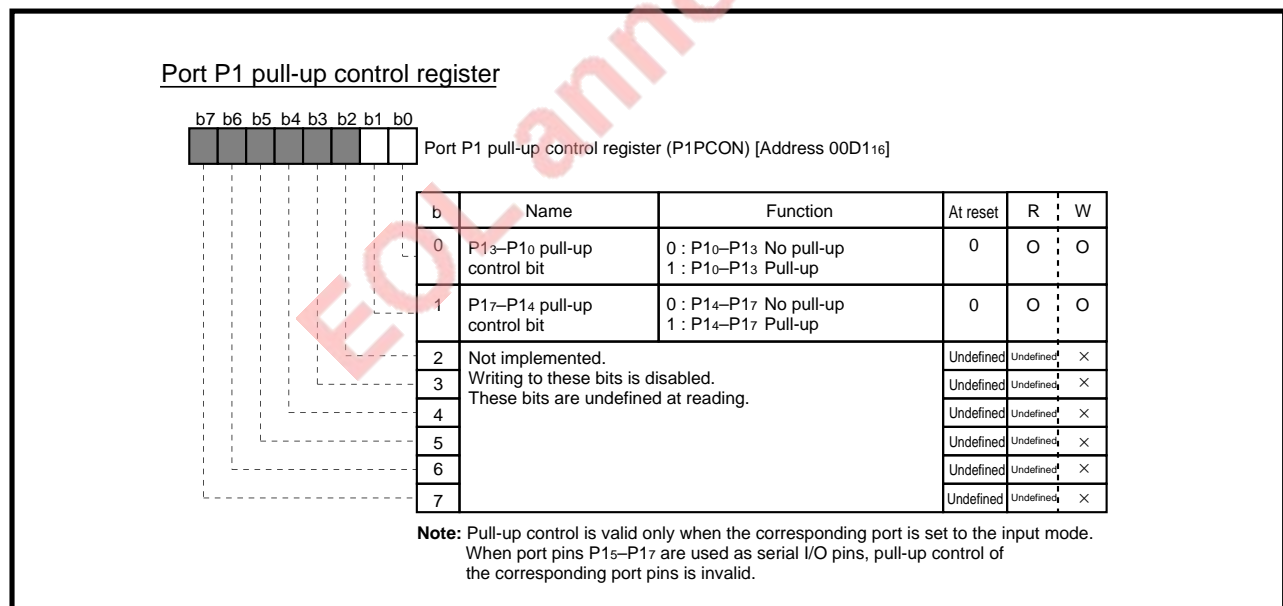 EOL anno
Port P1 pull-up control register
b7 b6 b5 b4 b3 b2 b1 b0
Port P1 pull-up control register (P1PCON) [Address 00D116]
b Name Function At reset R W
0 P13–P10 pull-up control bit 0 : P10–P13 No pull-up 0 O O
1 : P10–P13 Pull-up
1 P17–P14 pull-up control bit 0 : P14–P17 No pull-up 0 O O
1 : P14–P17 Pull-up
2 Not implemented. Undefined Undefined ×
3 Writing to these bits is disabled. Undefined Undefined ×
These bits are undefined at reading.
4 Undefined Undefined ×
5 Undefined Undefined ×
6 Undefined Undefined ×
7 Undefined Undefined ×
Note: Pull-up control is valid only when the corresponding port is set to the input mode.
When port pins P15–P17 are used as serial I/O pins, pull-up control of
the corresponding port pins is invalid.